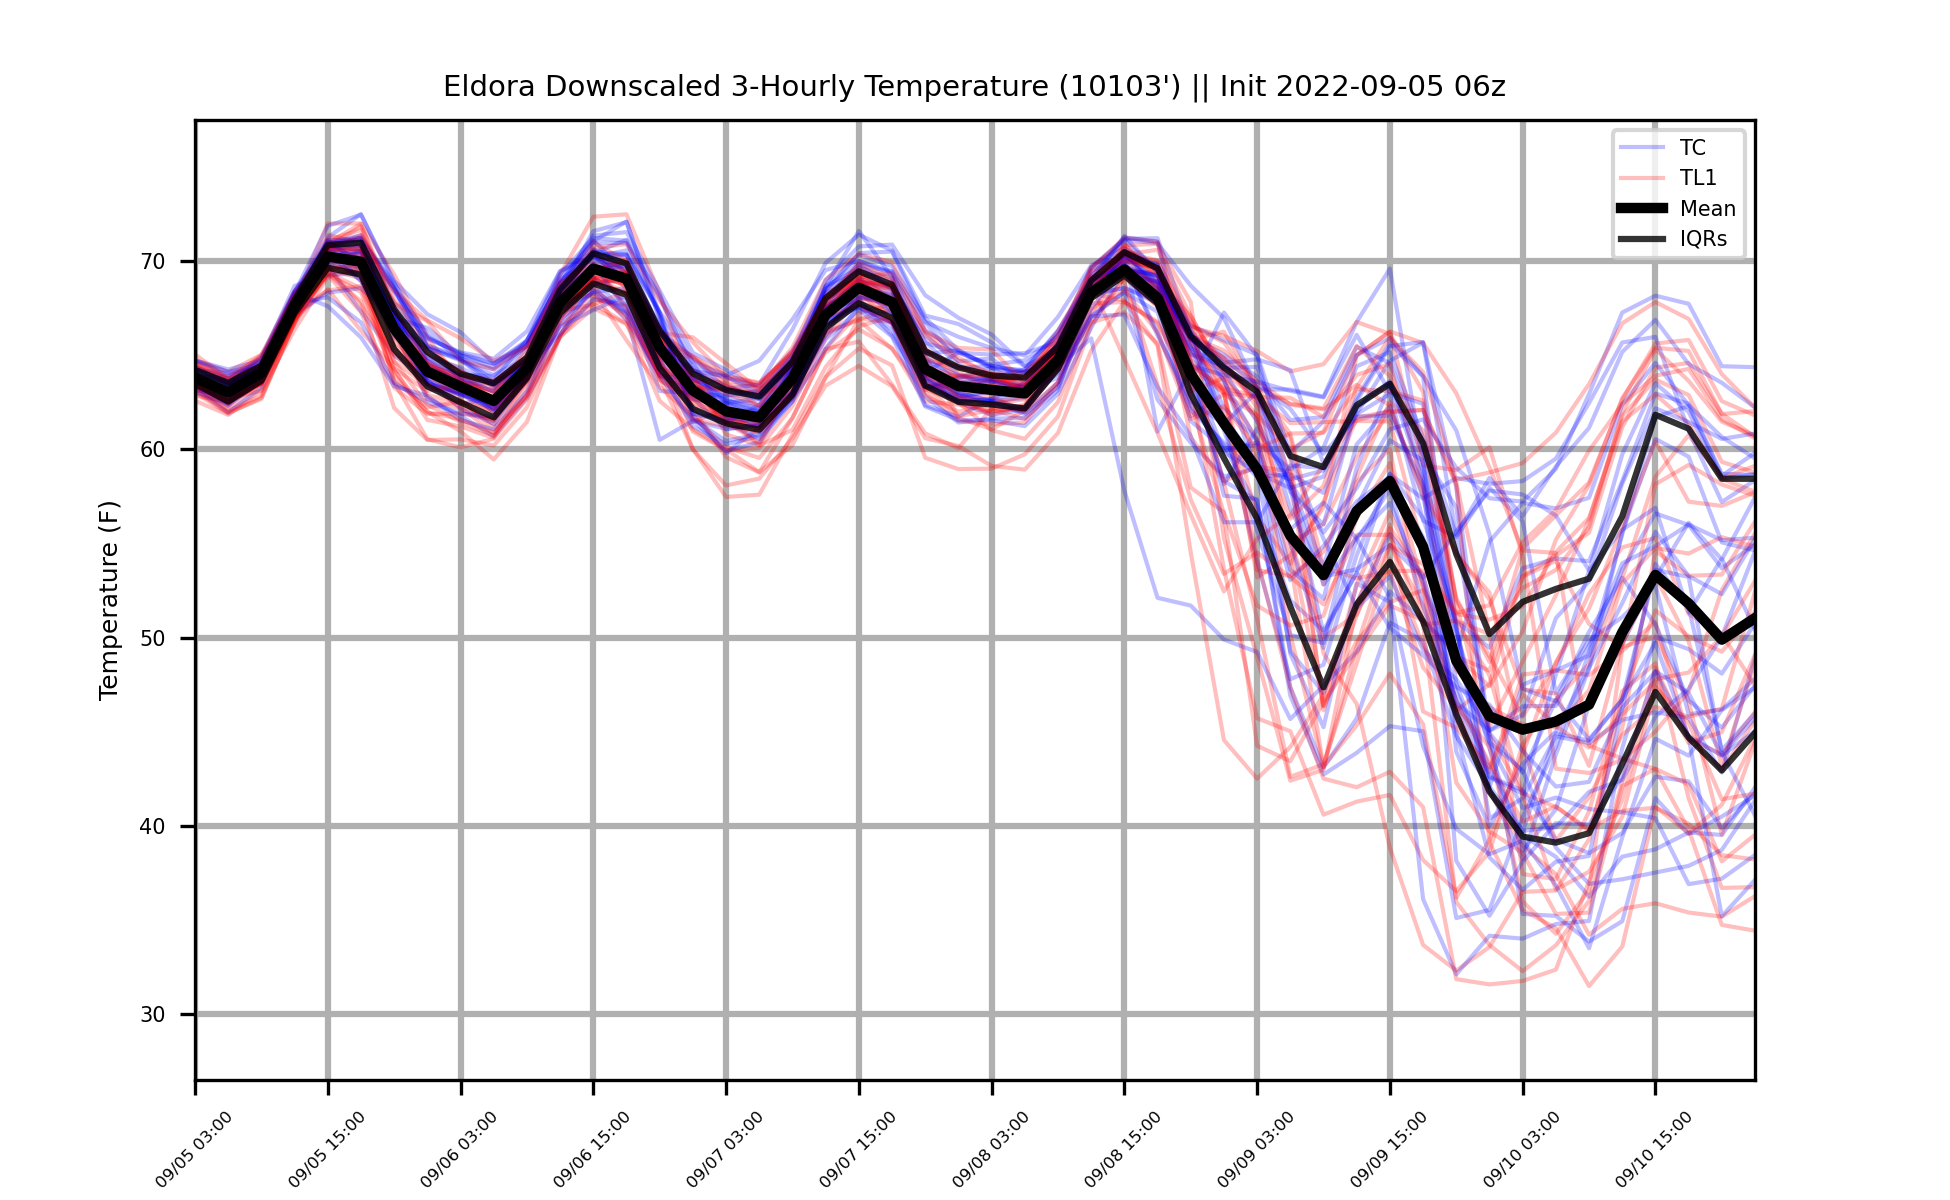 Eldora Downscaled 3-Hourly Temperature (10103') || Init 2022-09-05 06z
TC
TL1
Mean
IQRs
Temperature (F)
70
60
50
40
30
09/05 03:00
09/05 15:00
09/06 03:00
09/06 15:00
09/07 03:00
09/07 15:00
09/08 03:00
09/08 15:00
09/09 03:00
09/09 15:00
09/10 03:00
09/10 15:00